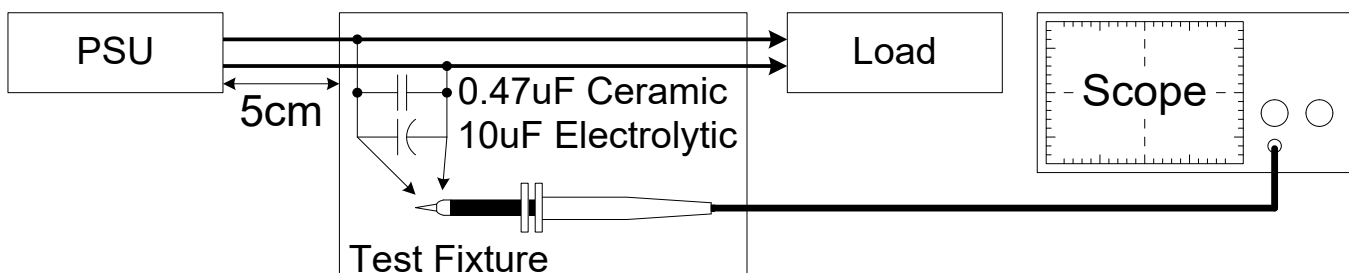 PSU
Load
Scope
5cm
0.47uF Ceramic
10uF Electrolytic
Test Fixture